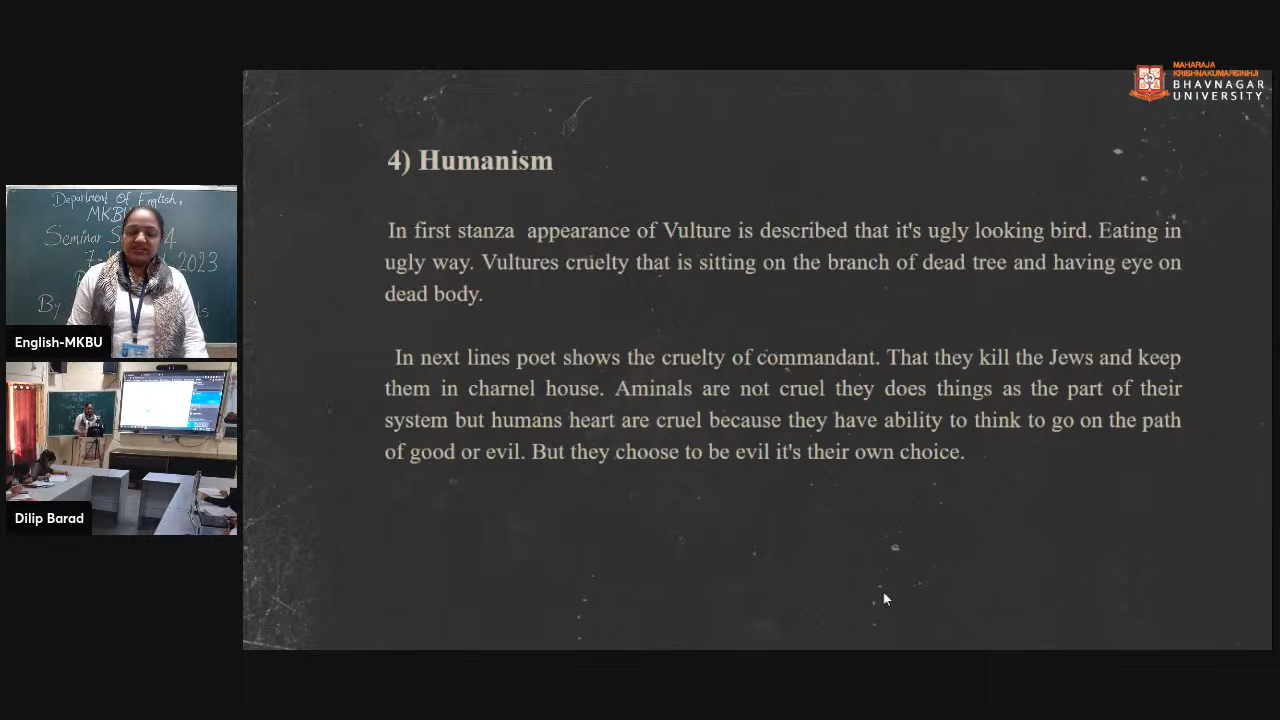 MAHARAJA
KRISHNAKUMARSINHJI
BHAVNAGAR
UNIVERSITY
4) Humanism
In first stanza appearance of Vulture is described that it's ugly looking bird. Eating in
ugly way. Vultures cruelty that is sitting on the branch of dead tree and having eye on
dead body.
In next lines poet shows the cruelty of commandant. That they kill the Jews and keep
them in charnel house. Aminals are not cruel they does things as the part of their
system but humans heart are cruel because they have ability to think to go on the path
of good or evil. But they choose to be evil it's their own choice.
Department Of English,
MKBU
Seminar S 4
7- 2023
By
English-MKBU
Dilip Barad